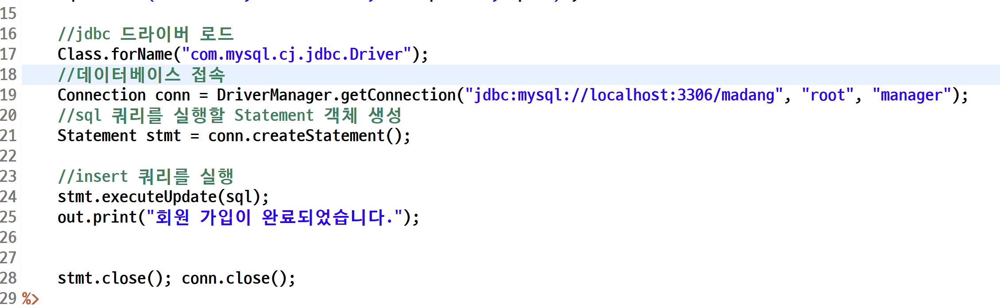 15
16 //jdbc 드라이버 로드
17 Class.forName("com.mysql.cj.jdbc.Driver");
18 //데이터베이스 접속
19 Connection conn = DriverManager.getConnection("jdbc:mysql://localhost:3306/madang", "root", "manager");
20 //sql 쿼리를 실행할 Statement 객체 생성
21 Statement stmt = conn.createStatement();
22
23 //insert 쿼리를 실행
24 stmt.executeUpdate(sql);
25 out.print("회원 가입이 완료되었습니다.");
26
27
28 stmt.close(); conn.close();
29 %>